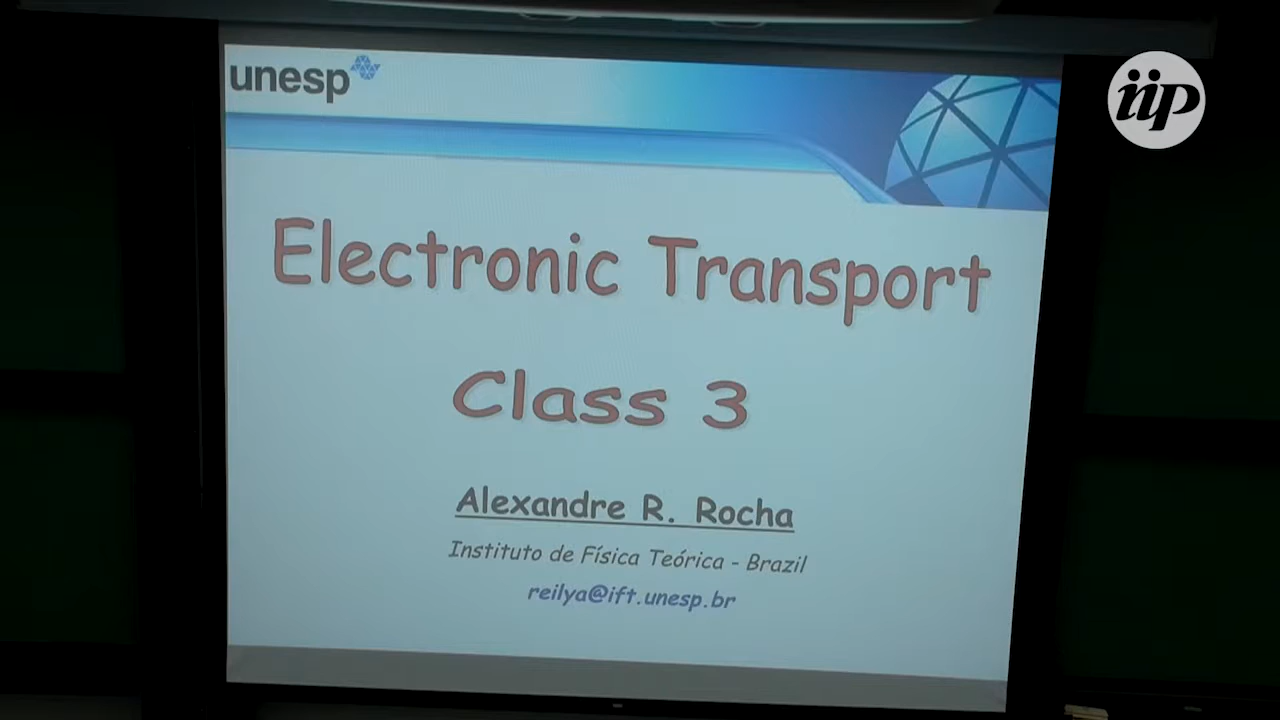 unesp
iip
Electronic Transport
Class 3
Alexandre R. Rocha
Instituto de Física Teórica - Brazil
reilya@ift.unesp.br